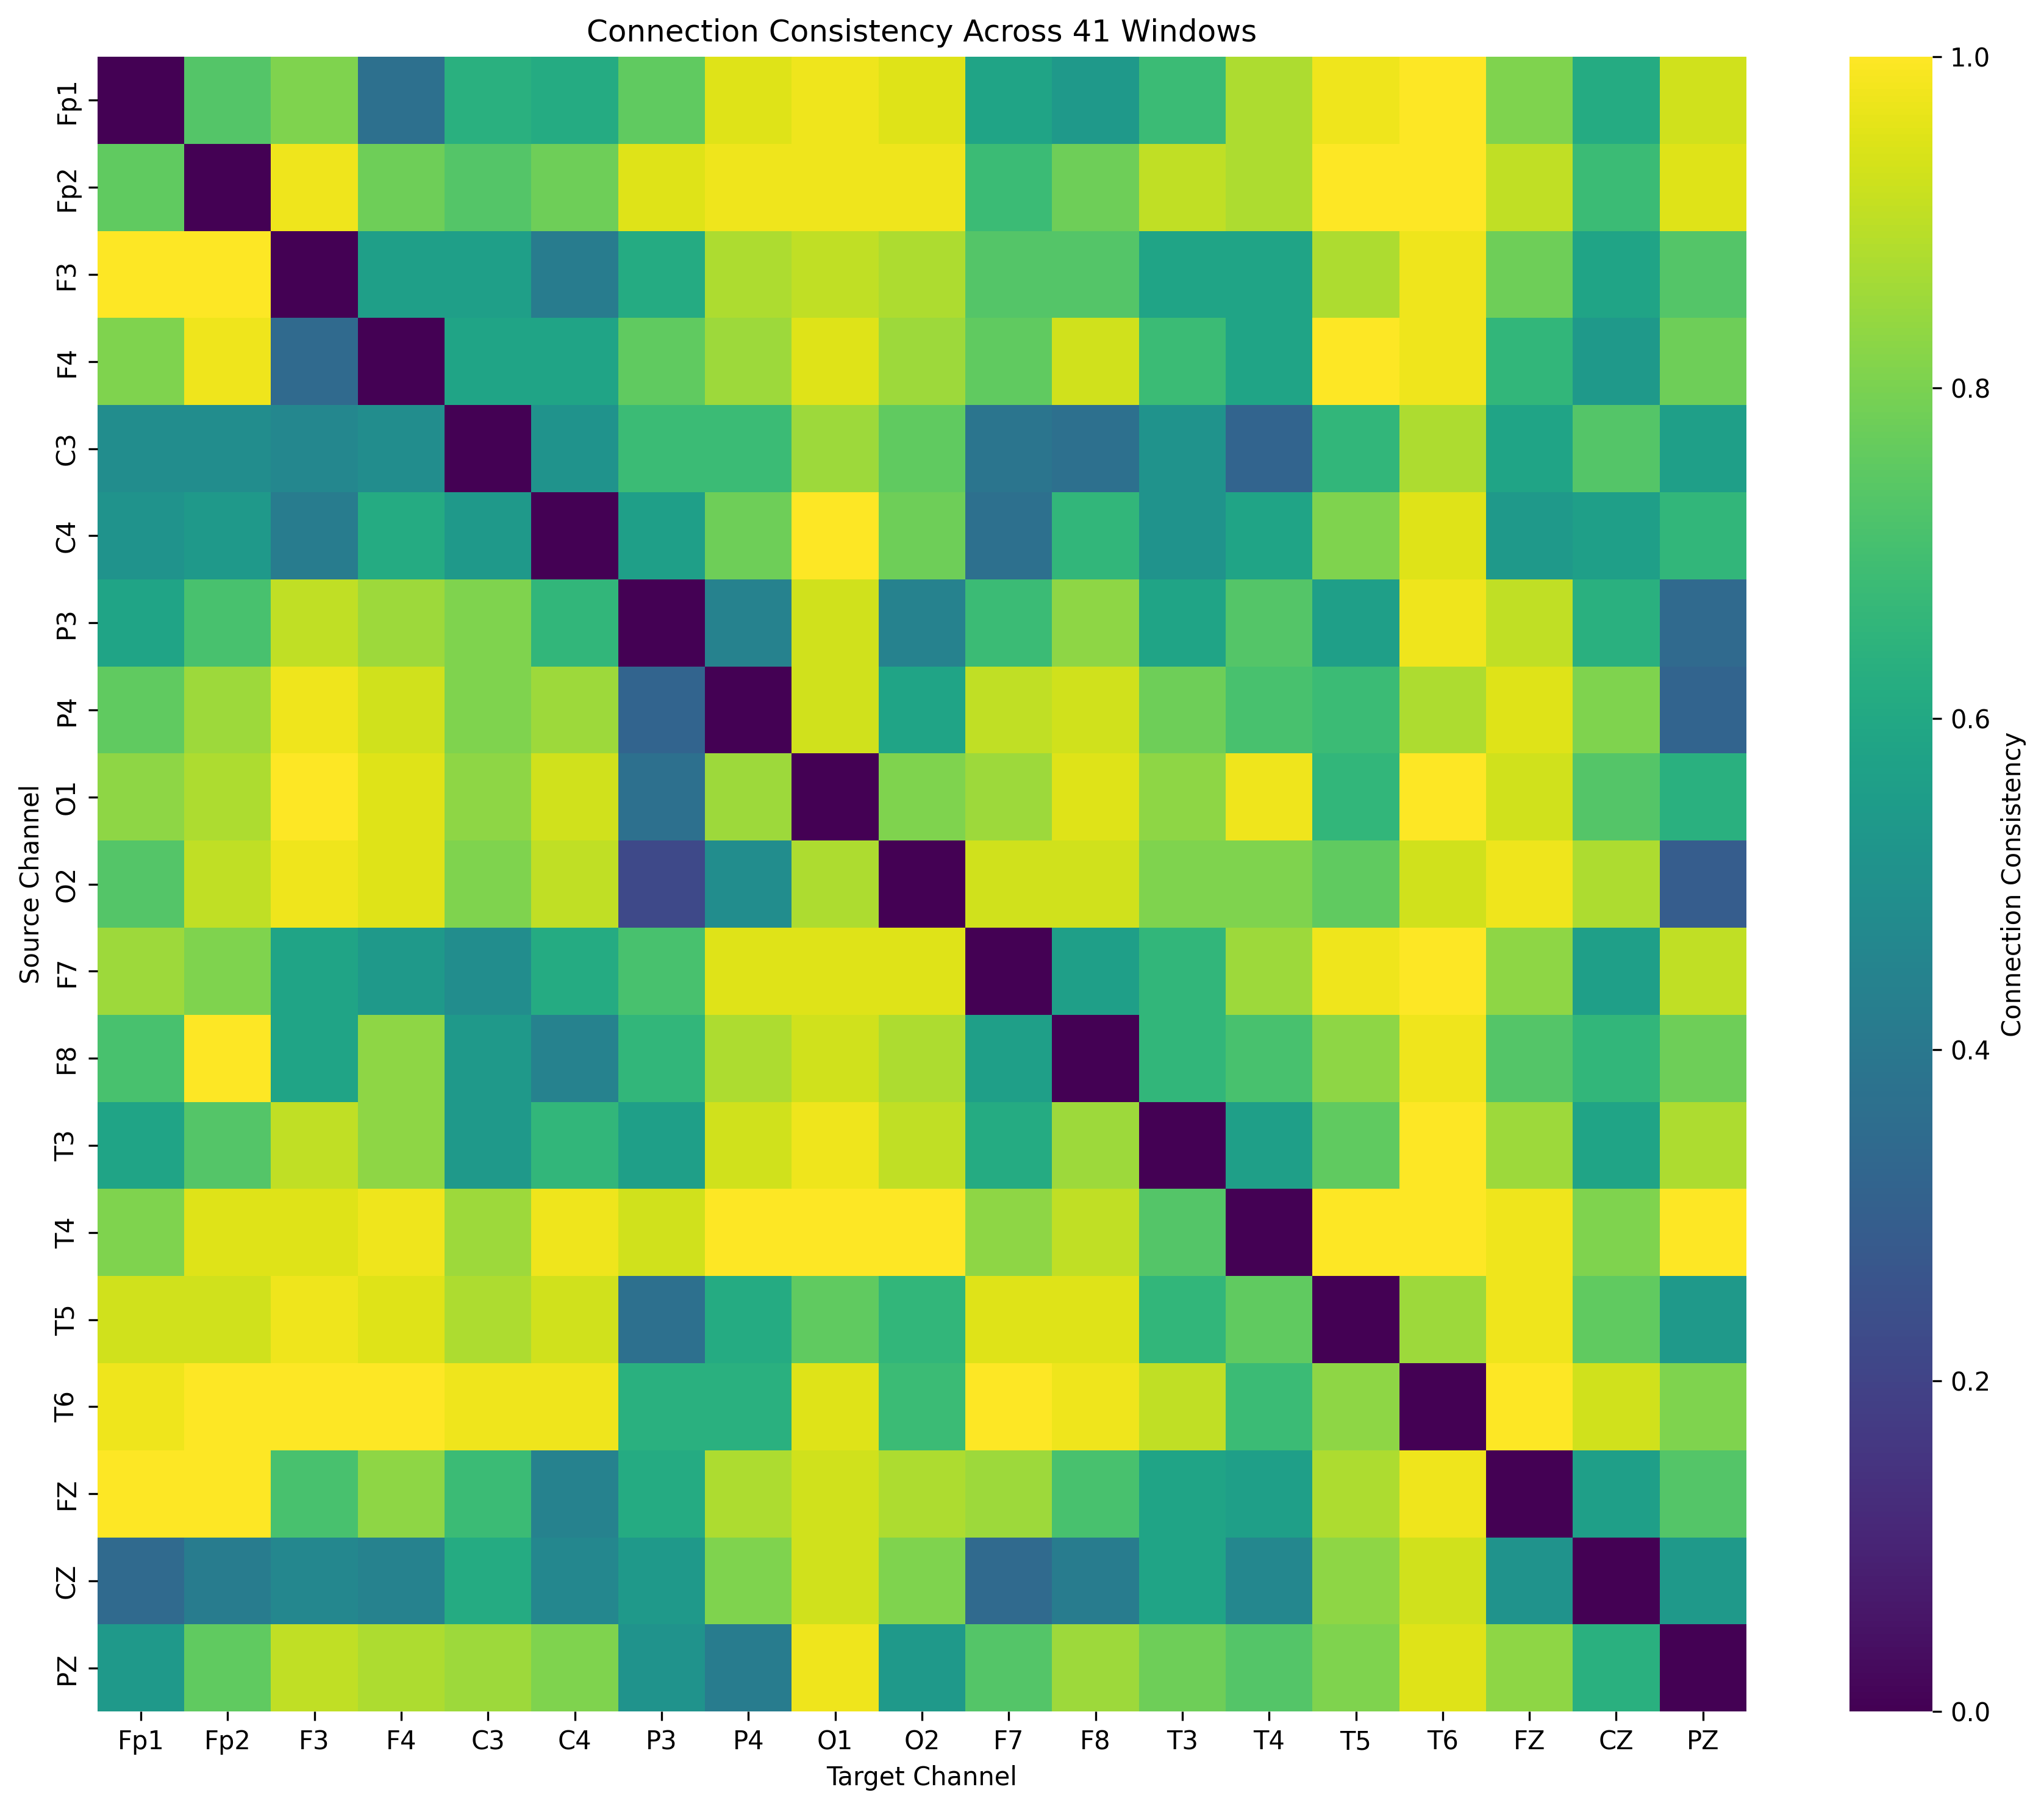 Connection Consistency Across 41 Windows
Source Channel
Fp1
Fp2
F3
F4
C3
C4
P3
P4
O1
O2
F7
F8
T3
T4
T5
T6
FZ
CZ
PZ
Fp1 Fp2 F3 F4 C3 C4 P3 P4 O1 O2 F7 F8 T3 T4 T5 T6 FZ CZ PZ
Target Channel
1.0
0.8
0.6
0.4
0.2
0.0
Connection Consistency